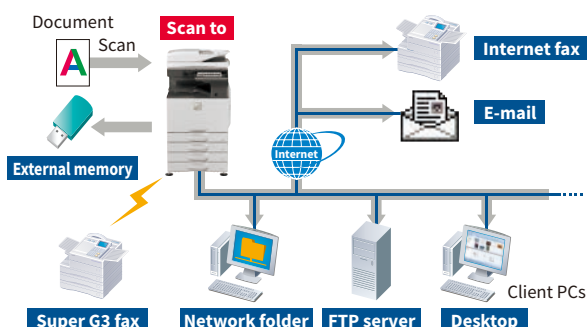 Document
Scan
A
Scan to
Internet fax
E-mail
Internet
External memory
Client PCs
Super G3 fax
Network folder
FTP server
Desktop